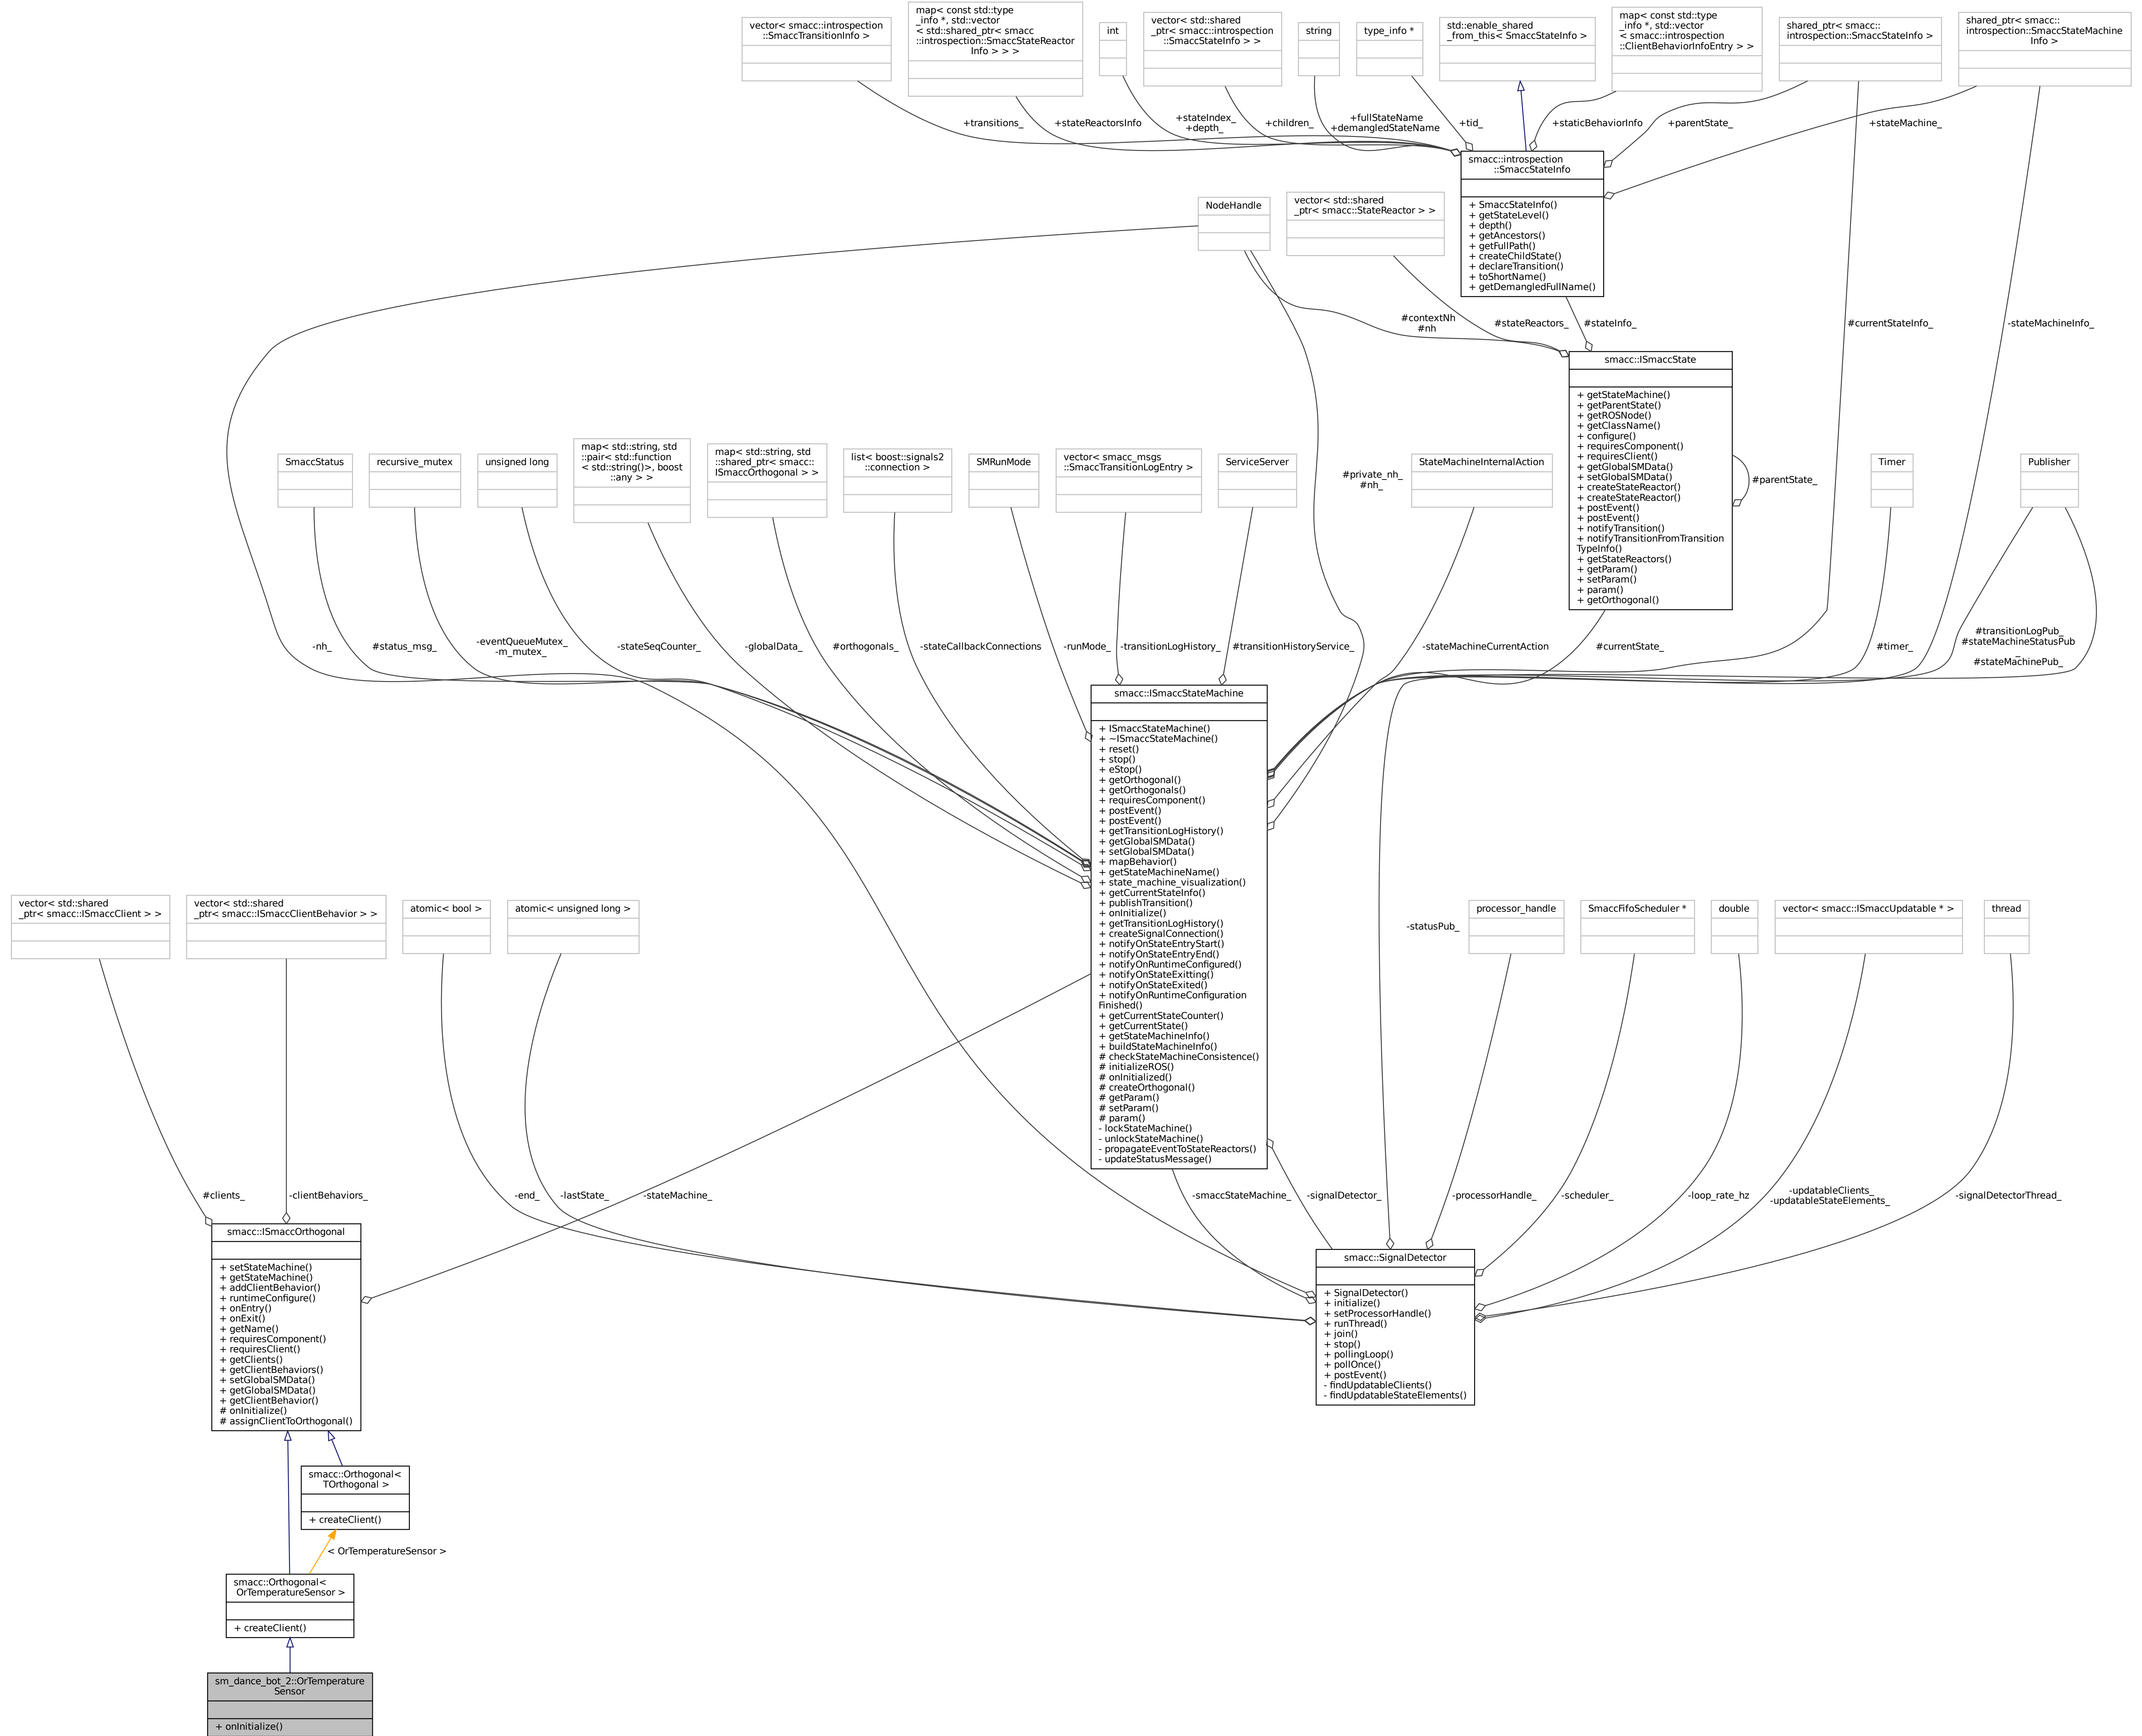 vector< smacc::introspection
::SmaccTransitionInfo >
map< const std::type
_info *, std::vector
< std::shared_ptr< smacc
::introspection::SmaccStateReactor
Info > > >
int
vector< std::shared
_ptr< smacc::introspection
::SmaccStateInfo > >
string
type_info *
std::enable_shared
_from_this< SmaccStateInfo >
map< const std::type
_info *, std::vector
< smacc::introspection
::ClientBehaviorInfoEntry > >
shared_ptr< smacc::
introspection::SmaccStateInfo >
shared_ptr< smacc::
introspection::SmaccStateMachine
Info >
+transitions_
+stateReactorsInfo
+stateIndex_
+depth_
+children_
+fullStateName
+demangledStateName
+tid_
+staticBehaviorInfo
+parentState_
+stateMachine_
smacc::introspection
::SmaccStateInfo
+ SmaccStateInfo()
+ getStateLevel()
+ depth()
+ getAncestors()
+ getFullPath()
+ createChildState()
+ declareTransition()
+ toShortName()
+ getDemangledFullName()
NodeHandle
vector< std::shared
_ptr< smacc::StateReactor > >
#contextNh
#nh
#stateReactors_
#stateInfo_
#currentStateInfo_
-stateMachineInfo_
smacc::ISmaccState
+ getStateMachine()
+ getParentState()
+ getROSNode()
+ getClassName()
+ configure()
+ requiresComponent()
+ requiresClient()
+ getGlobalSMData()
+ setGlobalSMData()
+ createStateReactor()
+ createStateReactor()
+ postEvent()
+ postEvent()
+ notifyTransition()
+ notifyTransitionFromTransition
TypeInfo()
+ getStateReactors()
+ getParam()
+ setParam()
+ param()
+ getOrthogonal()
#parentState_
SmaccStatus
recursive_mutex
unsigned long
map< std::string, std
::pair< std::function
< std::string()>, boost
::any > >
map< std::string, std
::shared_ptr< smacc::
ISmaccOrthogonal > >
list< boost::signals2
::connection >
SMRunMode
vector< smacc_msgs
::SmaccTransitionLogEntry >
ServiceServer
#private_nh_
#nh_
StateMachineInternalAction
Timer
Publisher
-nh_
#status_msg_
-eventQueueMutex_
-m_mutex_
-stateSeqCounter_
-globalData_
#orthogonals_
-stateCallbackConnections
-runMode_
-transitionLogHistory_
#transitionHistoryService_
-stateMachineCurrentAction
#currentState_
#timer_
#transitionLogPub_
#stateMachineStatusPub
_
#stateMachinePub_
smacc::ISmaccStateMachine
+ ISmaccStateMachine()
+ ~ISmaccStateMachine()
+ reset()
+ stop()
+ eStop()
+ getOrthogonal()
+ getOrthogonals()
+ requiresComponent()
+ postEvent()
+ postEvent()
+ getTransitionLogHistory()
+ getGlobalSMData()
+ setGlobalSMData()
+ mapBehavior()
+ getStateMachineName()
+ state_machine_visualization()
+ getCurrentStateInfo()
+ publishTransition()
+ onInitialize()
+ getTransitionLogHistory()
+ createSignalConnection()
+ notifyOnStateEntryStart()
+ notifyOnStateEntryEnd()
+ notifyOnRuntimeConfigured()
+ notifyOnStateExitting()
+ notifyOnStateExited()
+ notifyOnRuntimeConfiguration
Finished()
+ getCurrentStateCounter()
+ getCurrentState()
+ getStateMachineInfo()
+ buildStateMachineInfo()
# checkStateMachineConsistence()
# initializeROS()
# onInitialized()
# createOrthogonal()
# getParam()
# setParam()
# param()
- lockStateMachine()
- unlockStateMachine()
- propagateEventToStateReactors()
- updateStatusMessage()
vector< std::shared
_ptr< smacc::ISmaccClient > >
vector< std::shared
_ptr< smacc::ISmaccClientBehavior > >
atomic< bool >
atomic< unsigned long >
-statusPub_
processor_handle
SmaccFifoScheduler *
double
vector< smacc::ISmaccUpdatable * >
thread
#clients_
-clientBehaviors_
-end_
-lastState_
-stateMachine_
-smaccStateMachine_
-signalDetector_
-processorHandle_
-scheduler_
-loop_rate_hz
-updatableClients_
-updatableStateElements_
-signalDetectorThread_
smacc::ISmaccOrthogonal
+ setStateMachine()
+ getStateMachine()
+ addClientBehavior()
+ runtimeConfigure()
+ onEntry()
+ onExit()
+ getName()
+ requiresComponent()
+ requiresClient()
+ getClients()
+ getClientBehaviors()
+ setGlobalSMData()
+ getGlobalSMData()
+ getClientBehavior()
# onInitialize()
# assignClientToOrthogonal()
smacc::SignalDetector
+ SignalDetector()
+ initialize()
+ setProcessorHandle()
+ runThread()
+ join()
+ stop()
+ pollingLoop()
+ pollOnce()
+ postEvent()
- findUpdatableClients()
- findUpdatableStateElements()
smacc::Orthogonal<
TOrthogonal >
+ createClient()
< OrTemperatureSensor >
smacc::Orthogonal<
OrTemperatureSensor >
+ createClient()
sm_dance_bot_2::OrTemperature
Sensor
+ onInitialize()